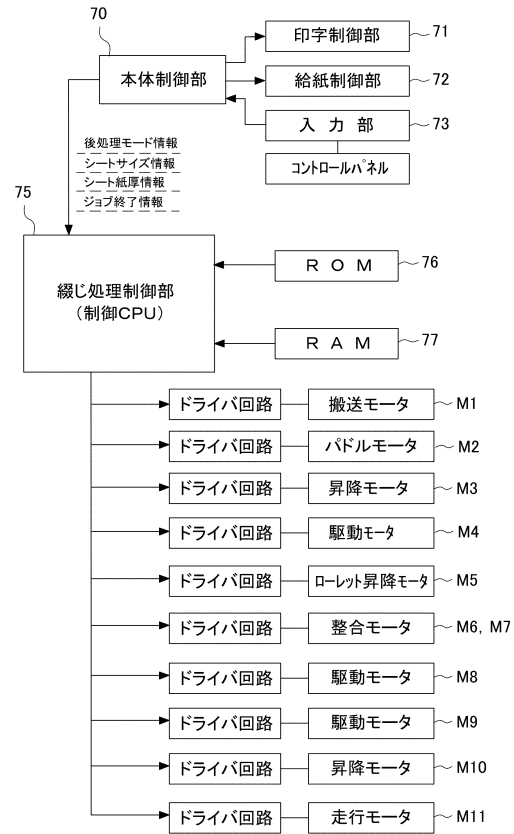 70
本体制御部
印字制御部 71
給紙制御部 72
入力部 73
コントロールパネル
後処理モード情報
シートサイズ情報
シート紙厚情報
ジョブ終了情報
75
綴じ処理制御部
(制御CPU)
ROM 76
RAM 77
ドライバ回路 搬送モータ M1
ドライバ回路 パドルモータ M2
ドライバ回路 昇降モータ M3
ドライバ回路 駆動モータ M4
ドライバ回路 ローレット昇降モータ M5
ドライバ回路 整合モータ M6, M7
ドライバ回路 駆動モータ M8
ドライバ回路 駆動モータ M9
ドライバ回路 昇降モータ M10
ドライバ回路 走行モータ M11